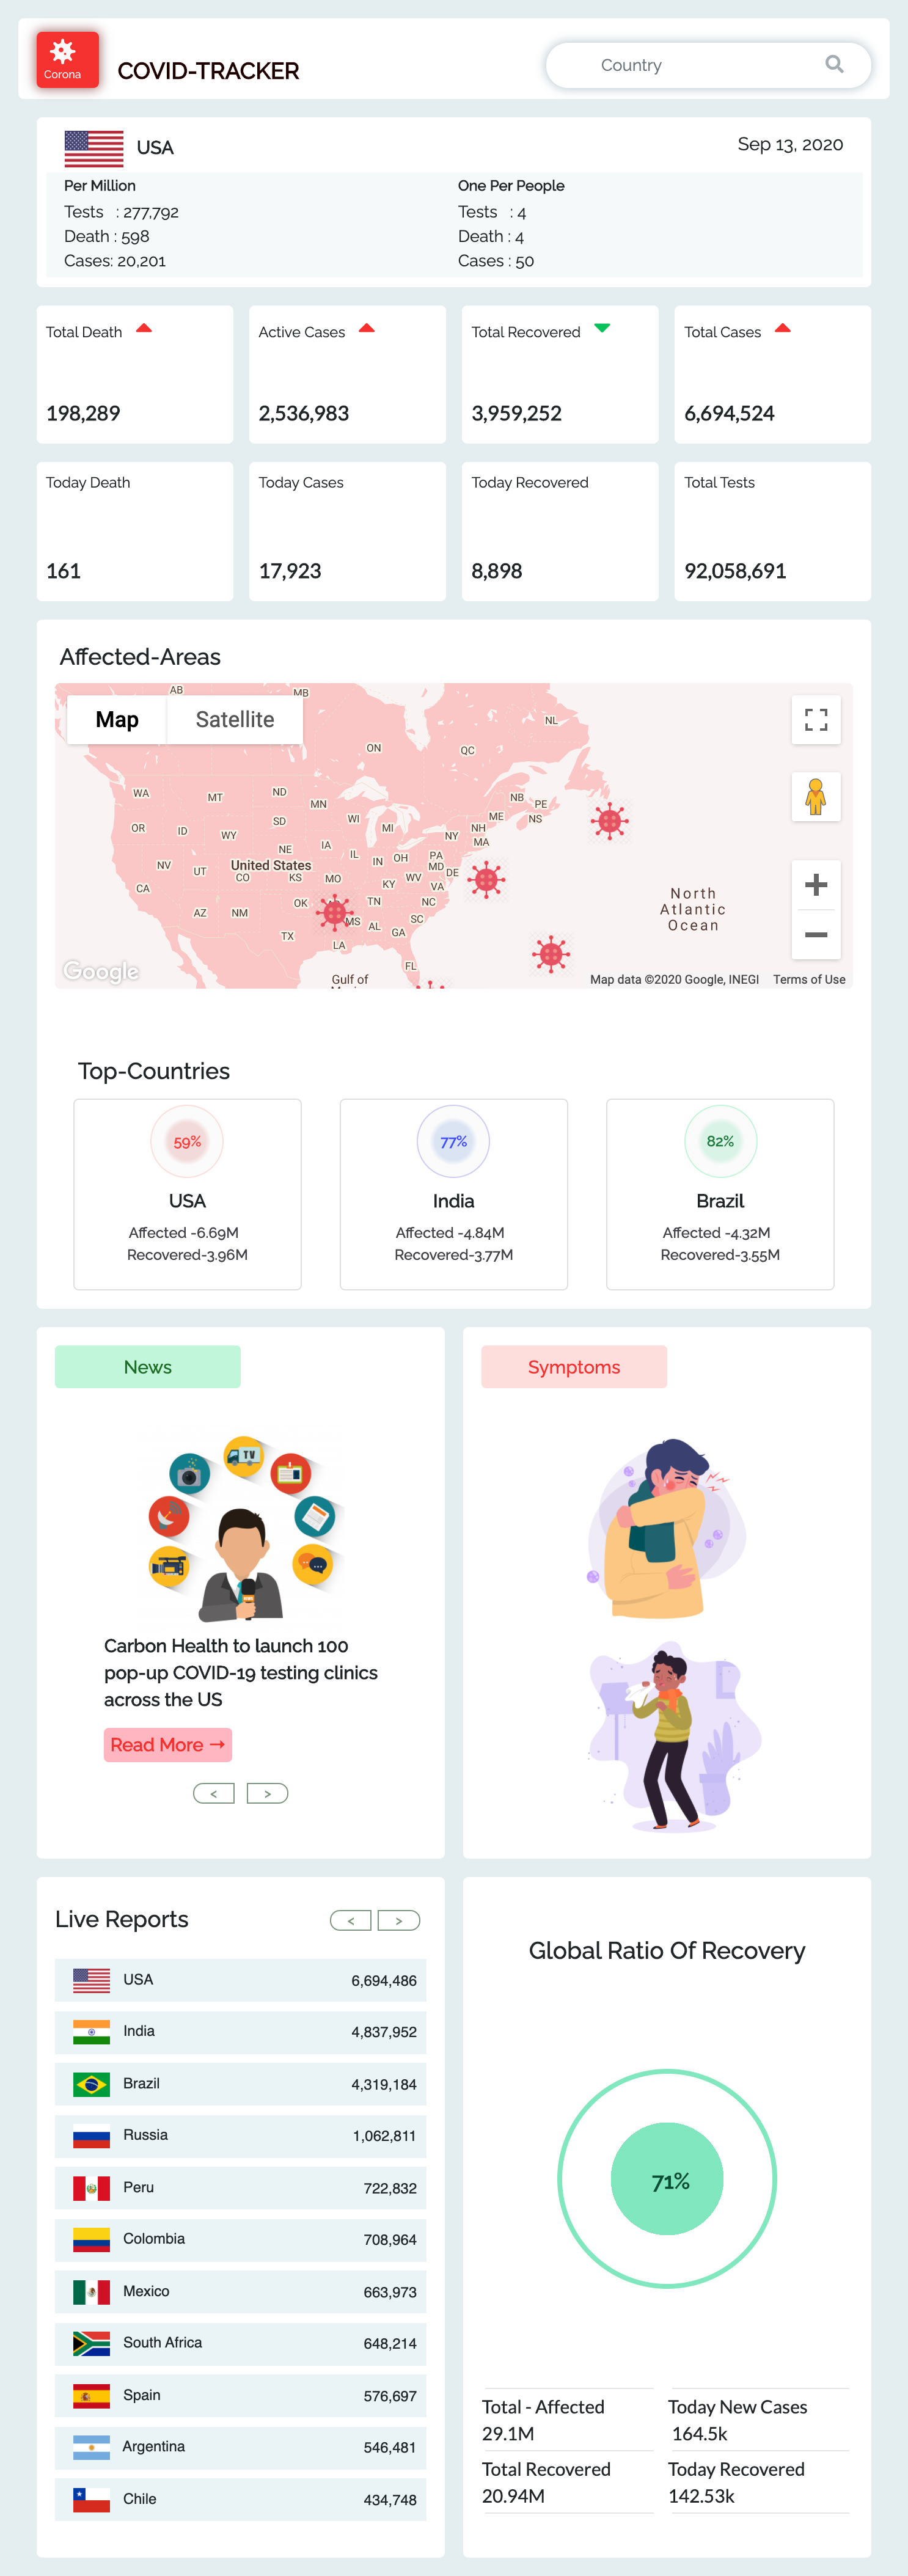 Corona
COVID-TRACKER
Country
USA
Sep 13, 2020
Per Million
Tests : 277,792
Death : 598
Cases: 20,201
One Per People
Tests : 4
Death : 4
Cases : 50
Total Death
198,289
Active Cases
2,536,983
Total Recovered
3,959,252
Total Cases
6,694,524
Today Death
161
Today Cases
17,923
Today Recovered
8,898
Total Tests
92,058,691
Affected-Areas
Map
Satellite
AB
MB
NL
ON
QC
WA
MT
ND
MN
NB
PE
OR
ID
WY
SD
WI
MI
NY
NH
ME
NS
MA
NV
UT
NE
IA
IL
IN
OH
PA
MD
DE
United States
CA
CO
KS
MO
KY
WV
VA
AZ
NM
OK
TN
NC
MS
AL
SC
GA
TX
LA
FL
Gulf of
North
Atlantic
Ocean
Google
Map data ©2020 Google, INEGI
Terms of Use
Top-Countries
59%
USA
Affected -6.69M
Recovered-3.96M
77%
India
Affected -4.84M
Recovered-3.77M
82%
Brazil
Affected -4.32M
Recovered-3.55M
News
TV
Carbon Health to launch 100
pop-up COVID-19 testing clinics
across the US
Read More →
< >
Symptoms
Live Reports
< >
USA 6,694,486
India 4,837,952
Brazil 4,319,184
Russia 1,062,811
Peru 722,832
Colombia 708,964
Mexico 663,973
South Africa 648,214
Spain 576,697
Argentina 546,481
Chile 434,748
Global Ratio Of Recovery
71%
Total - Affected
29.1M
Today New Cases
164.5k
Total Recovered
20.94M
Today Recovered
142.53k